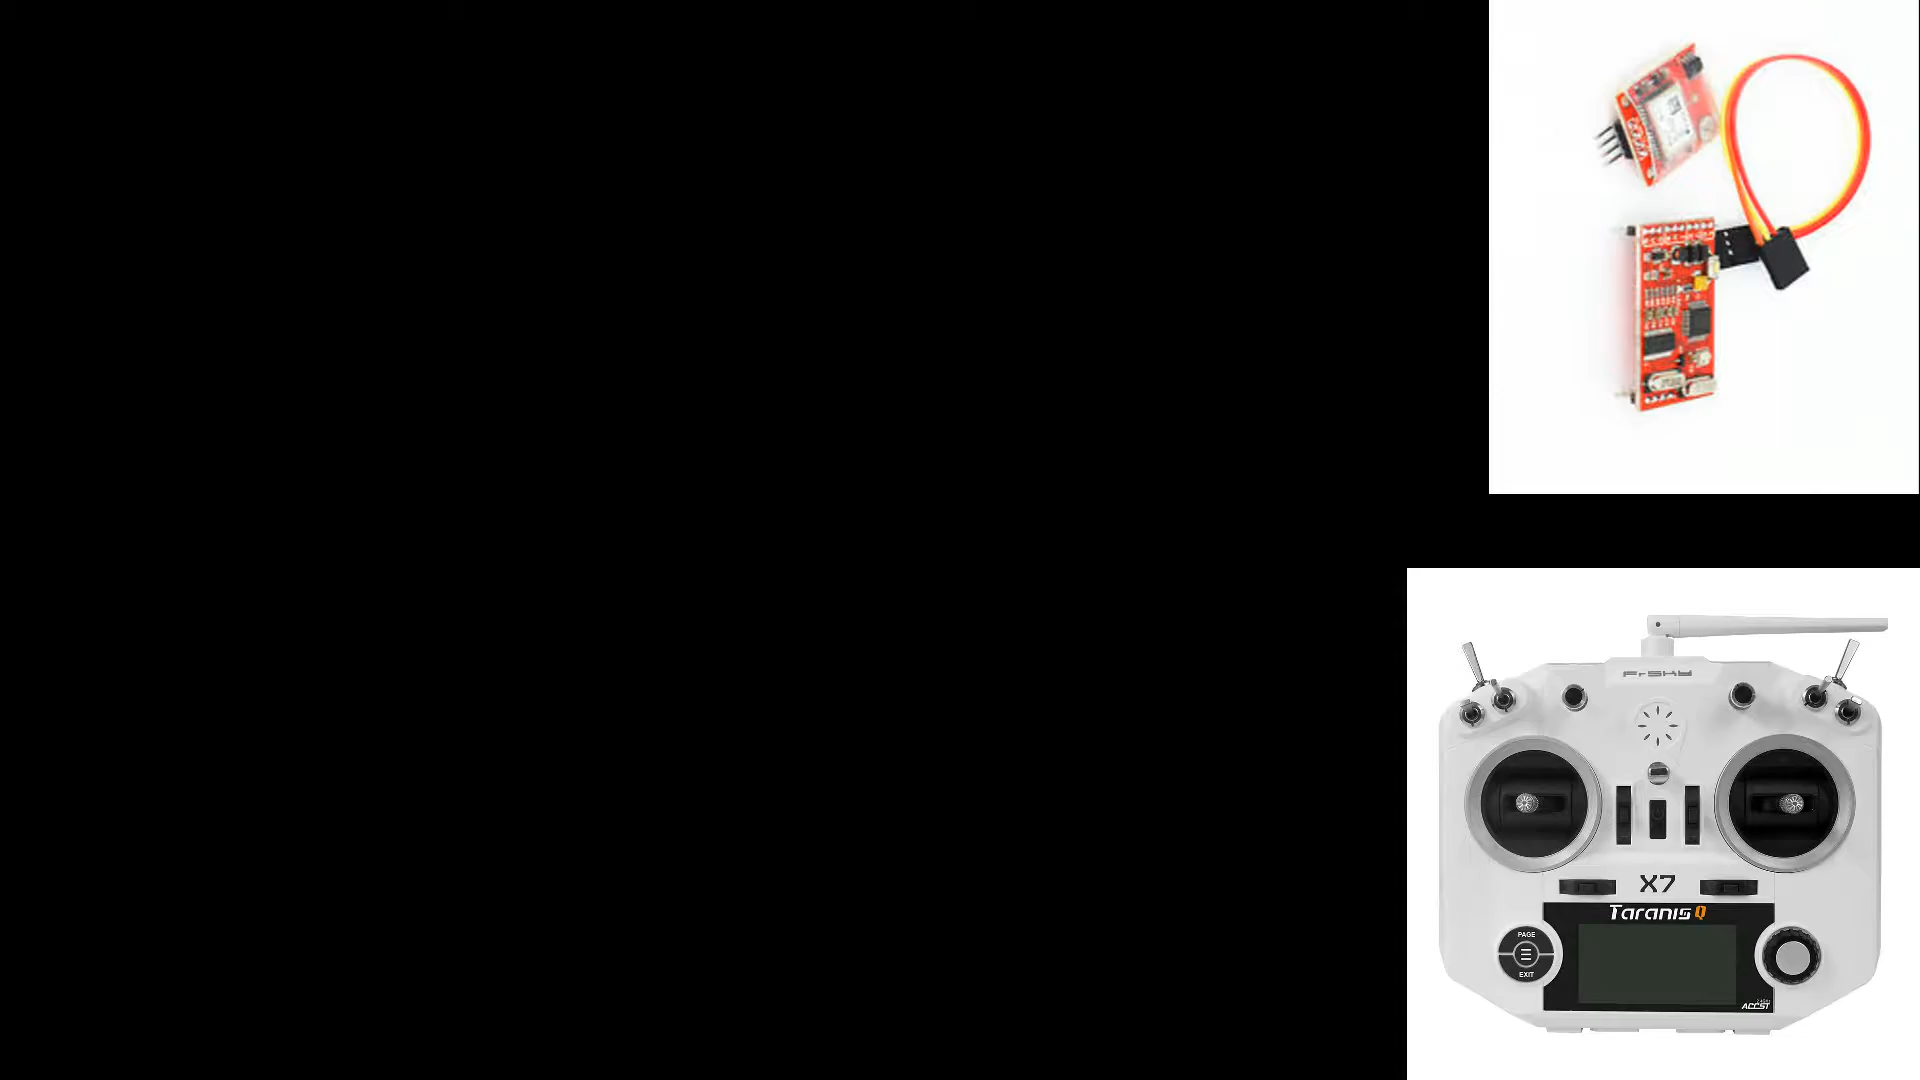 FrSKY
X7
Taranis Q
PAGE
EXIT
ACCST